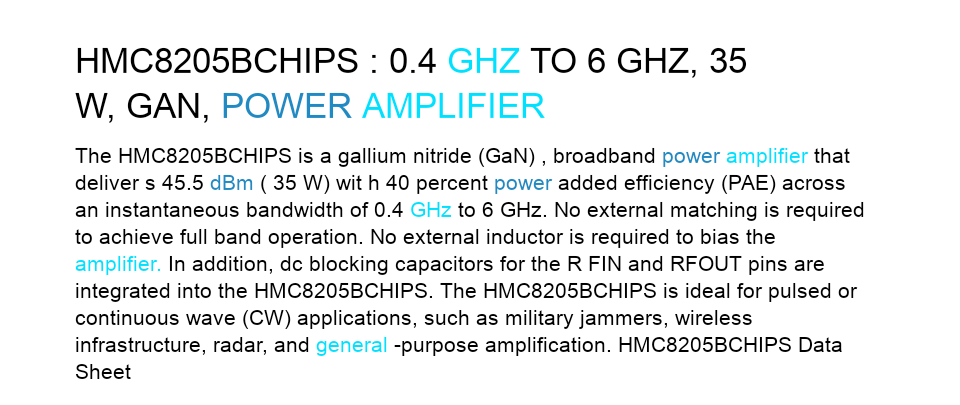 HMC8205BCHIPS : 0.4 GHZ TO 6 GHZ, 35
W, GAN, POWER AMPLIFIER
The HMC8205BCHIPS is a gallium nitride (GaN) , broadband power amplifier that
deliver s 45.5 dBm ( 35 W) wit h 40 percent power added efficiency (PAE) across
an instantaneous bandwidth of 0.4 GHz to 6 GHz. No external matching is required
to achieve full band operation. No external inductor is required to bias the
amplifier. In addition, dc blocking capacitors for the R FIN and RFOUT pins are
integrated into the HMC8205BCHIPS. The HMC8205BCHIPS is ideal for pulsed or
continuous wave (CW) applications, such as military jammers, wireless
infrastructure, radar, and general -purpose amplification. HMC8205BCHIPS Data
Sheet